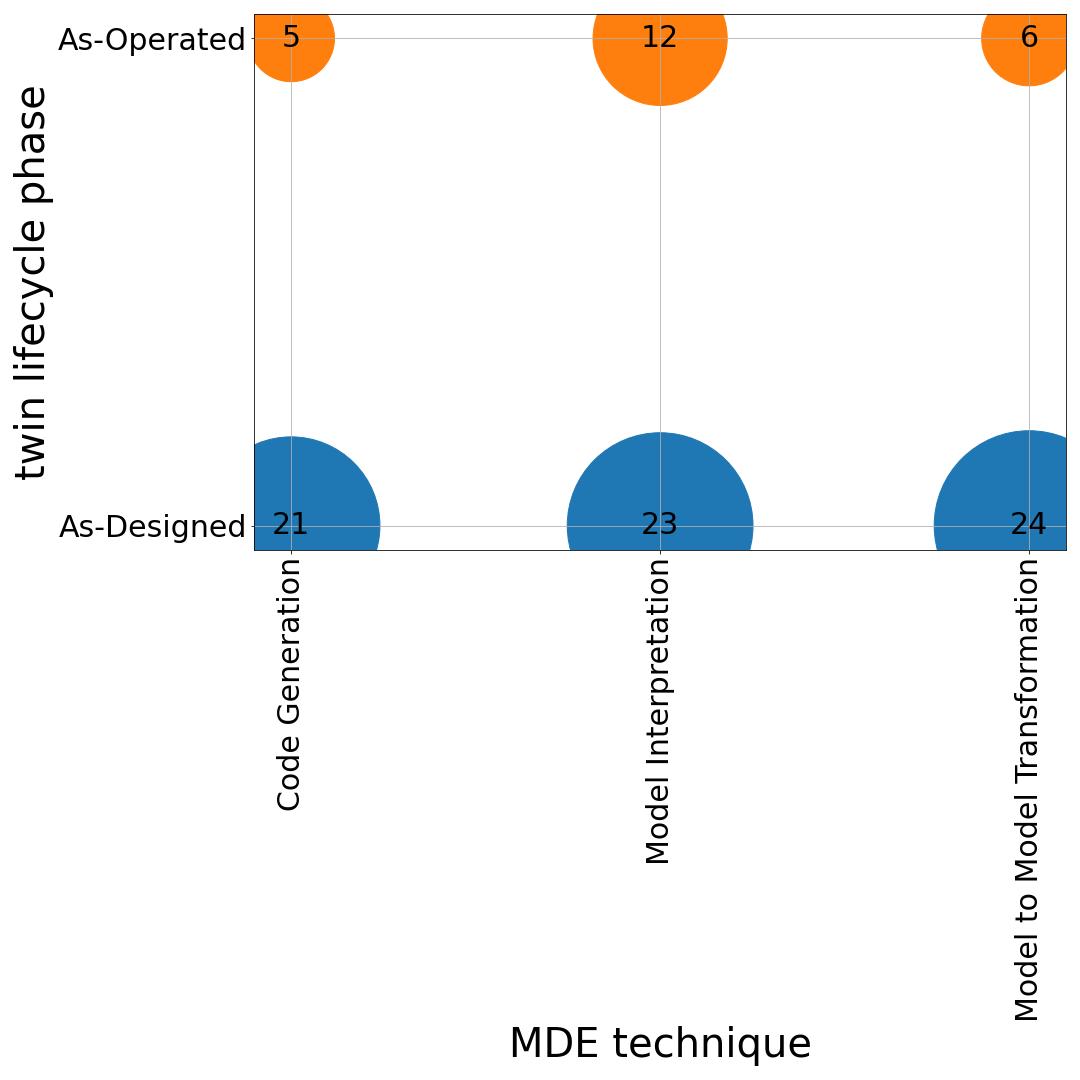 As-Operated
5
12
6
twin lifecycle phase
As-Designed
21
23
24
Code Generation
Model Interpretation
Model to Model Transformation
MDE technique